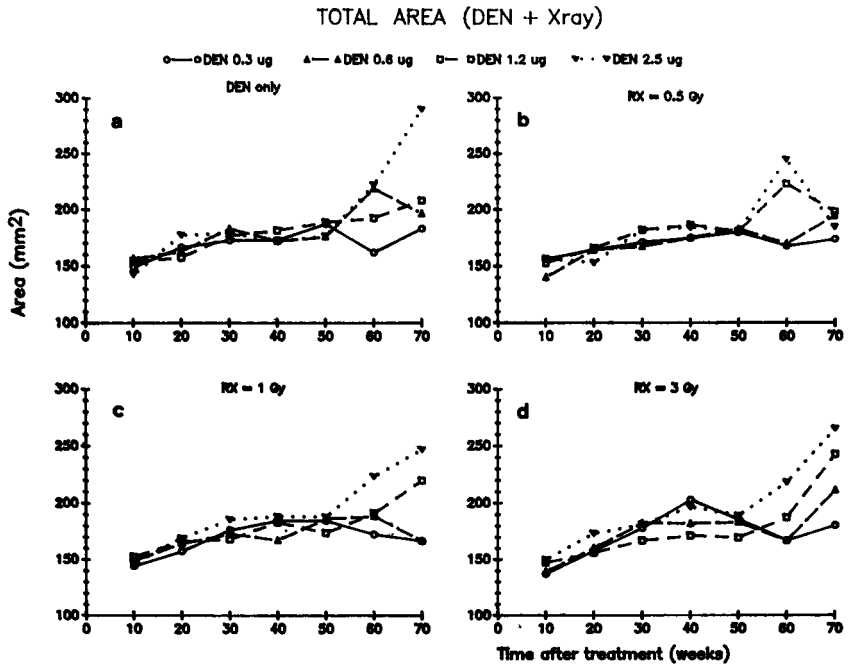 TOTAL AREA (DEN + Xray)
DEN 0.3 ug DEN 0.6 ug DEN 1.2 ug DEN 2.5 ug
DEN only
RX = 0.5 Gy
a
b
300
250
200
150
100
0 10 20 30 40 50 60 70
300
250
200
150
100
0 10 20 30 40 50 60 70
Area (mm2)
RX = 1 Gy
RX = 3 Gy
c
d
300
250
200
150
100
0 10 20 30 40 50 60 70
300
250
200
150
100
0 10 20 30 40 50 60 70
Time after treatment (weeks)